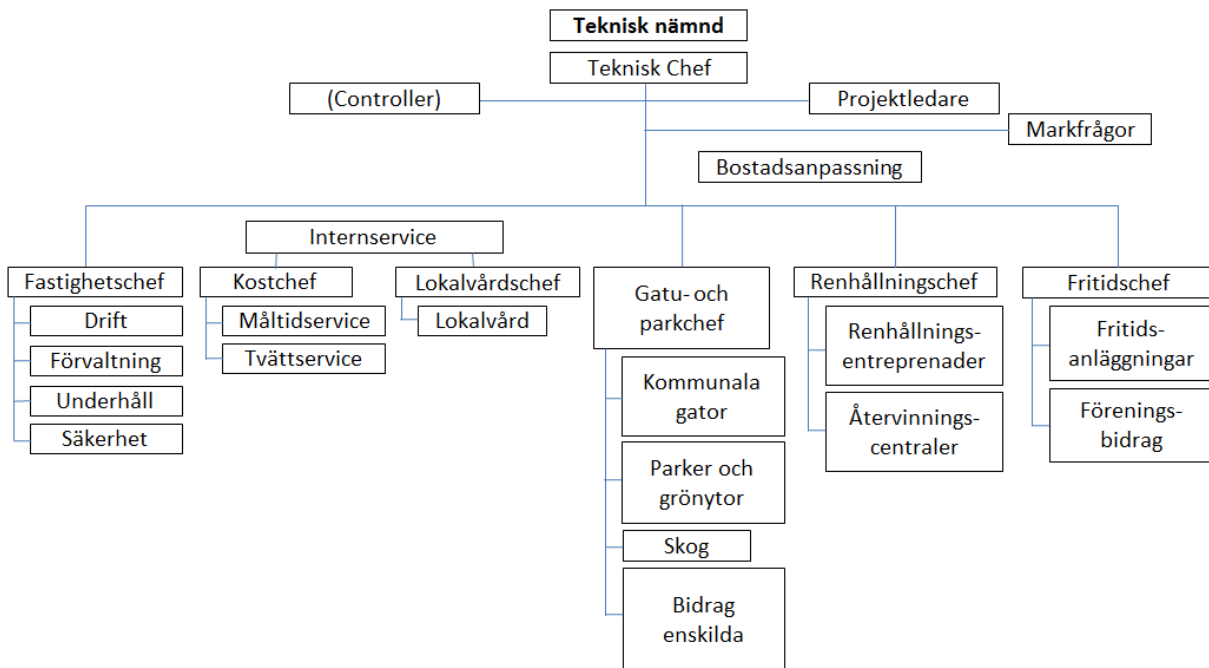 Teknisk nämnd
Teknisk Chef
(Controller)
Projektledare
Markfrågor
Bostadsanpassning
Internservice
Fastighetschef
Drift
Förvaltning
Underhåll
Säkerhet
Kostchef
Måltidservice
Tvättservice
Lokalvårdschef
Lokalvård
Gatu- och
parkchef
Kommunala
gator
Parker och
grönytor
Skog
Bidrag
enskilda
Renhållningschef
Renhållnings-
entreprenader
Återvinnings-
centraler
Fritidschef
Fritids-
anläggningar
Förenings-
bidrag